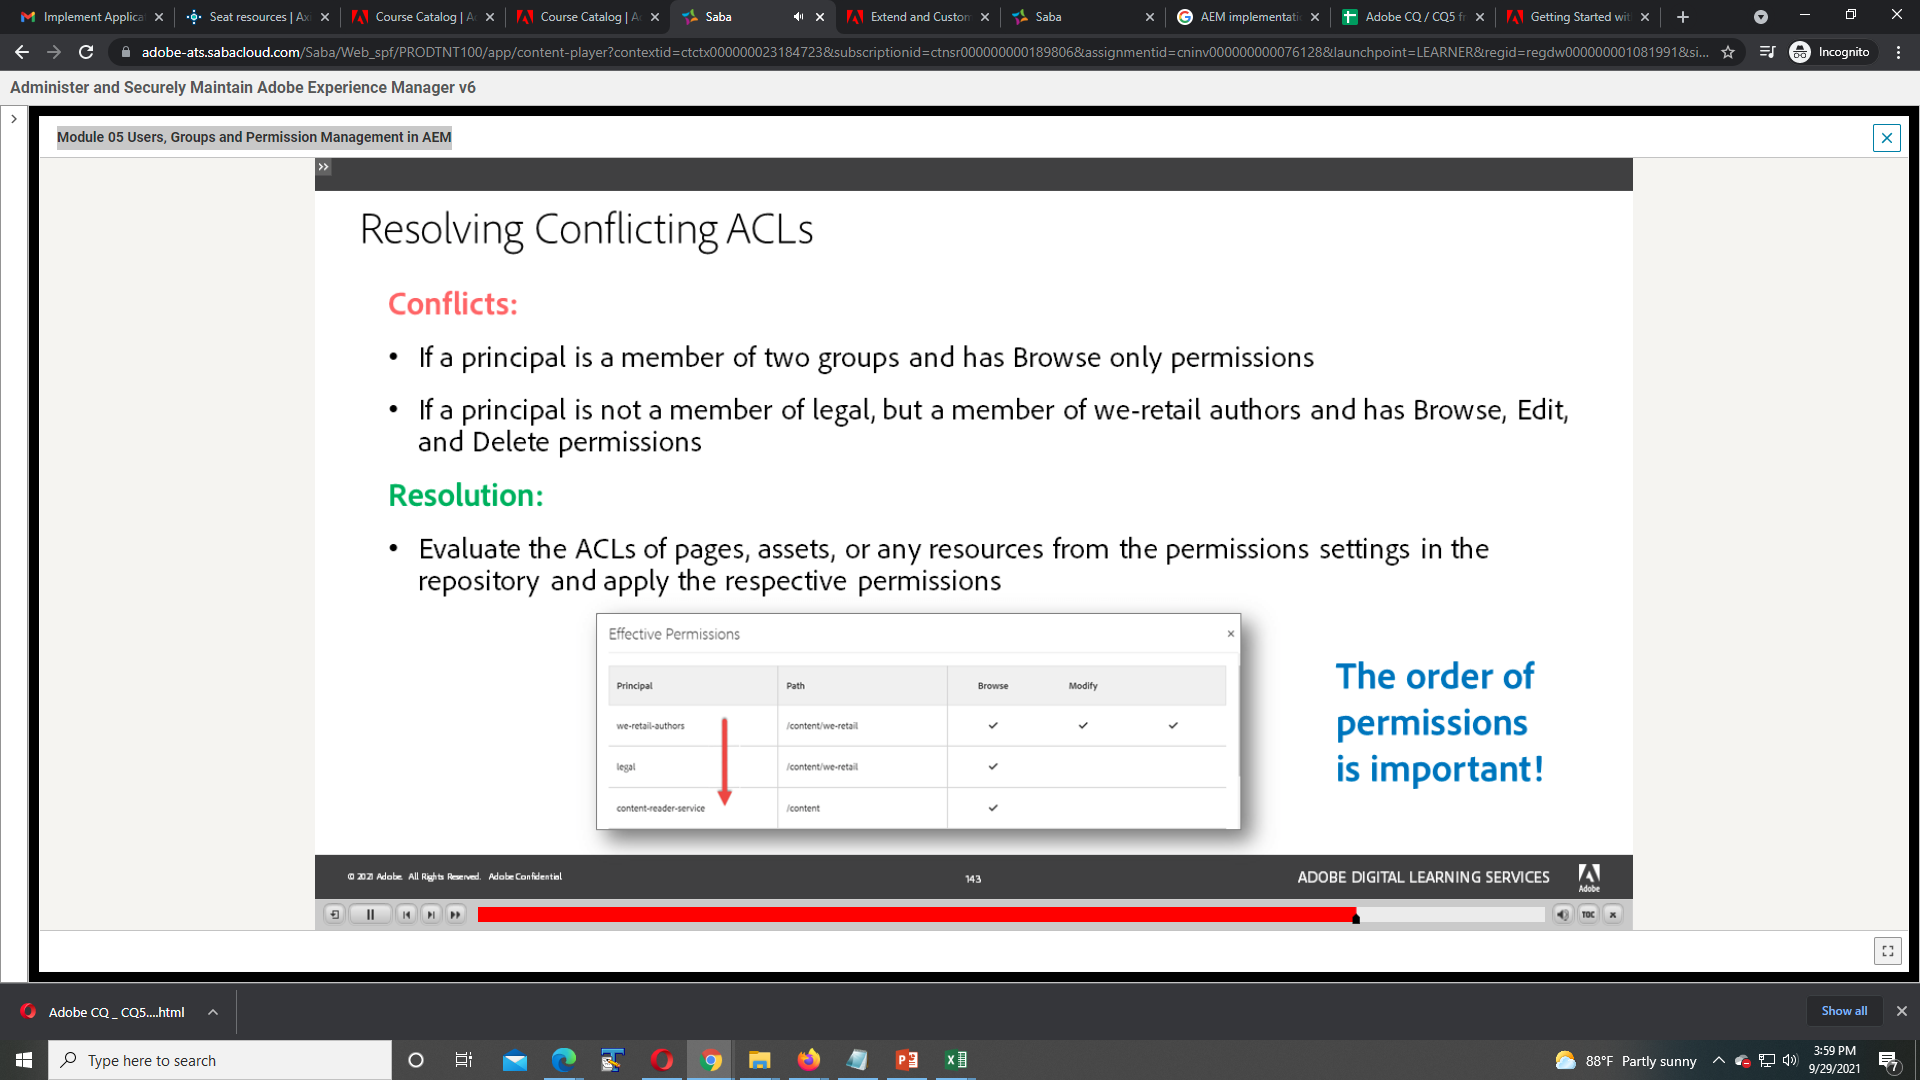 Implement Applica
Seat resources | Ax
Course Catalog | A
Course Catalog | A
Saba
Extend and Custom
Saba
AEM implementati
Adobe CQ / CQ5 fr
Getting Started wit
adobe-ats.sabacloud.com/Saba/Web_spf/PRODTNT100/app/content-player?contextid=ctctx000000023184723&subscriptionid=ctnsr000000000189806&assignmentid=cninv000000000076128&launchpoint=LEARNER&regid=regdw000000001081991&si...
Incognito
Administer and Securely Maintain Adobe Experience Manager v6
Module 05 Users, Groups and Permission Management in AEM
Resolving Conflicting ACLs
Conflicts:
• If a principal is a member of two groups and has Browse only permissions
• If a principal is not a member of legal, but a member of we-retail authors and has Browse, Edit,
and Delete permissions
Resolution:
• Evaluate the ACLs of pages, assets, or any resources from the permissions settings in the
repository and apply the respective permissions
Effective Permissions
Principal Path Browse Modify
we-retail-authors /content/we-retail
legal /content/we-retail
content-reader-service /content
The order of
permissions
is important!
© 2021 Adobe. All Rights Reserved. Adobe Confidential
143
ADOBE DIGITAL LEARNING SERVICES
Adobe
TOC
Adobe CQ _ CQ5....html
Show all
Type here to search
88°F Partly sunny
3:59 PM
9/29/2021
7